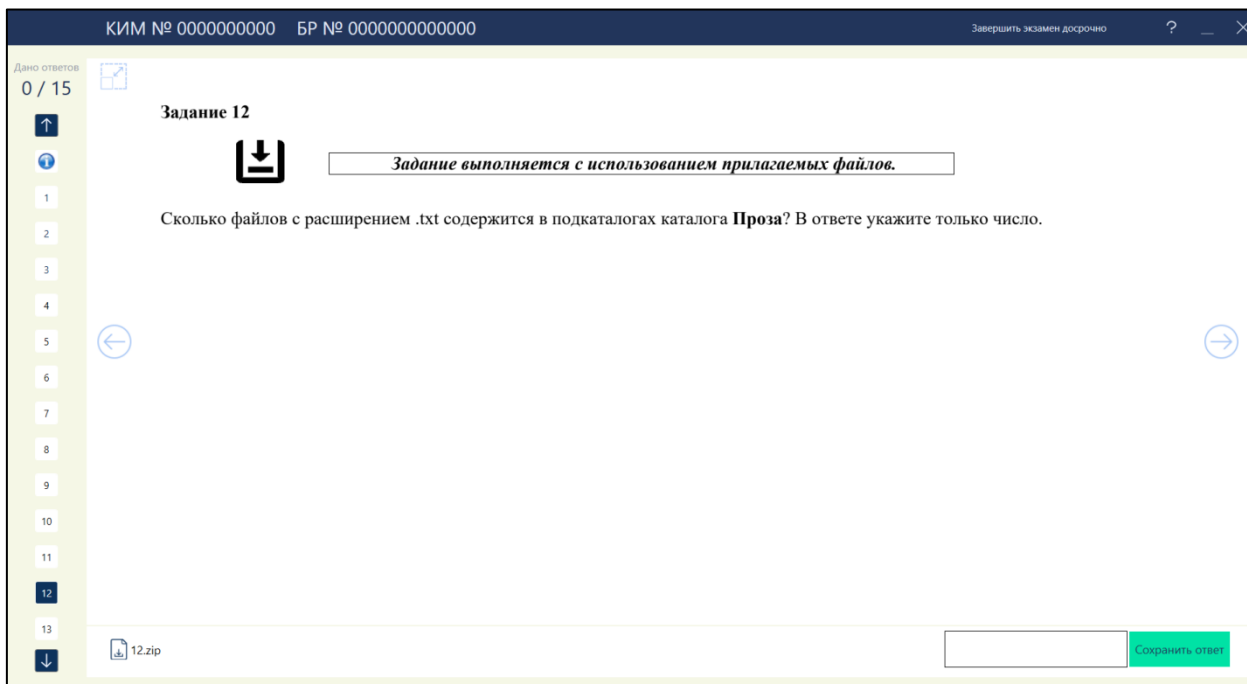 КИМ № 0000000000 БР № 0000000000000
Завершить экзамен досрочно
?
Дано ответов
0 / 15
1
2
3
4
5
6
7
8
9
10
11
12
13
Задание 12
Задание выполняется с использованием прилагаемых файлов.
Сколько файлов с расширением .txt содержится в подкаталогах каталога Проза? В ответе укажите только число.
12.zip
Сохранить ответ